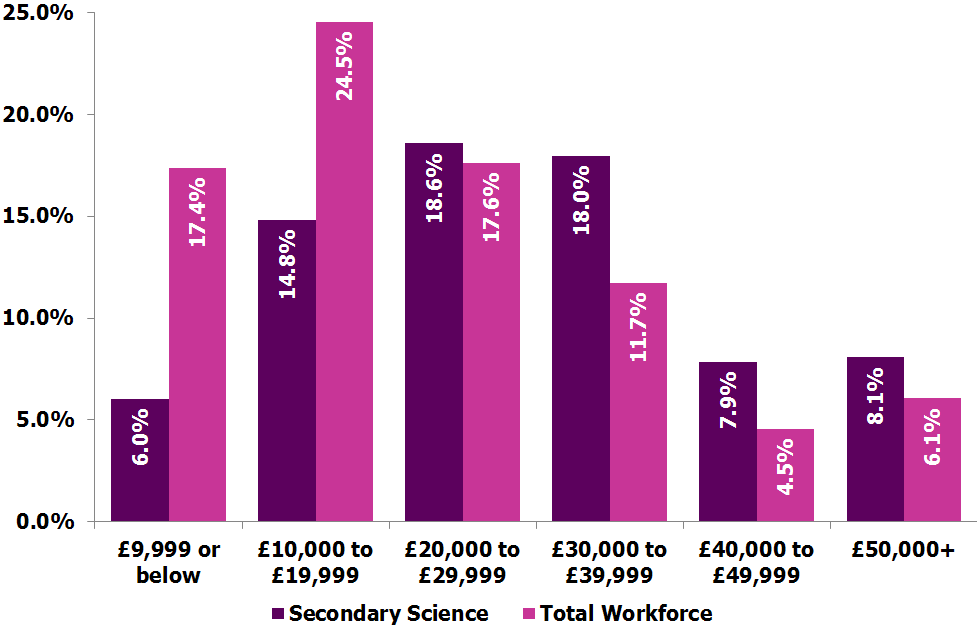 25.0%
20.0%
15.0%
10.0%
5.0%
0.0%
6.0%
17.4%
14.8%
24.5%
18.6%
17.6%
18.0%
11.7%
7.9%
4.5%
8.1%
6.1%
£9,999 or
below
£10,000 to
£19,999
£20,000 to
£29,999
£30,000 to
£39,999
£40,000 to
£49,999
£50,000+
Secondary Science
Total Workforce